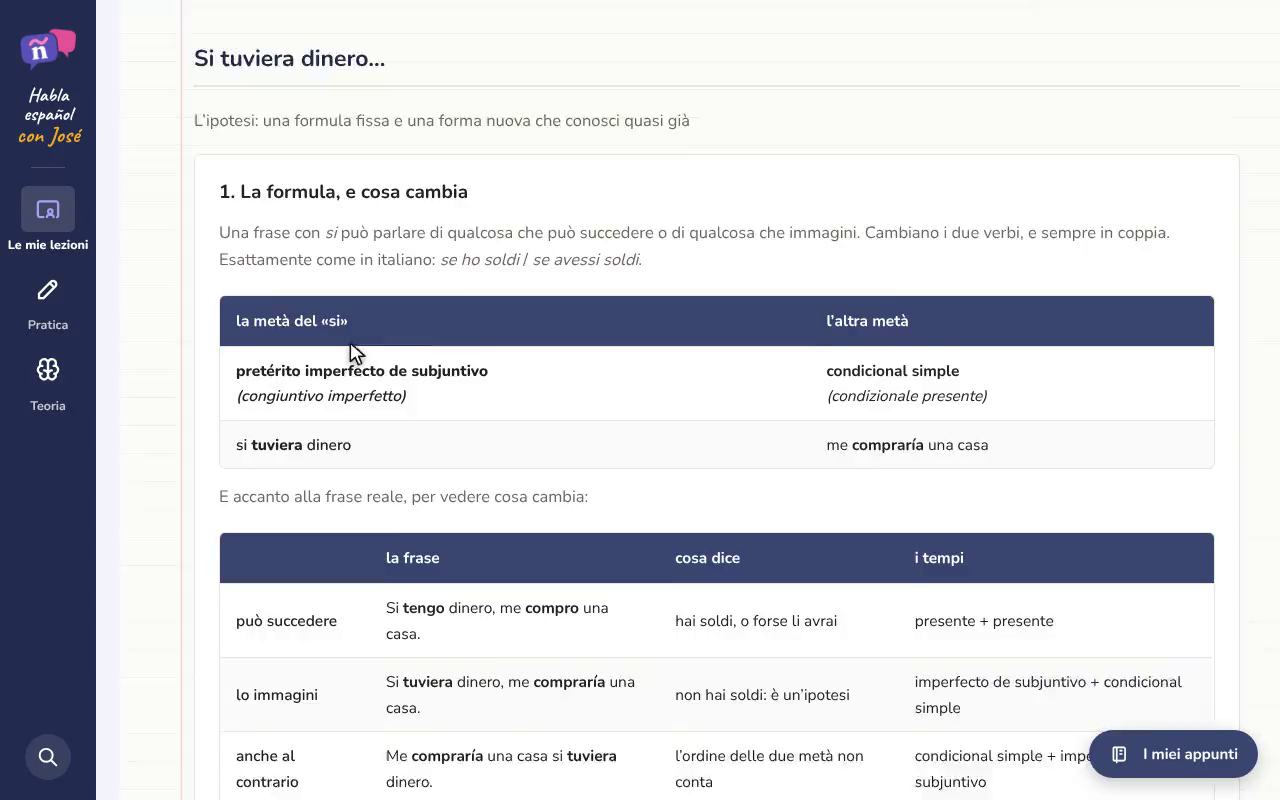 ñ
Habla
español
con José
Le mie lezioni
Pratica
Teoria
Si tuviera dinero...
L'ipotesi: una formula fissa e una forma nuova che conosci quasi già
1. La formula, e cosa cambia
Una frase con si può parlare di qualcosa che può succedere o di qualcosa che immagini. Cambiano i due verbi, e sempre in coppia.
Esattamente come in italiano: se ho soldi / se avessi soldi.
la metà del «si» l'altra metà
pretérito imperfecto de subjuntivo condicional simple
(congiuntivo imperfetto) (condizionale presente)
si tuviera dinero me compraría una casa
E accanto alla frase reale, per vedere cosa cambia:
la frase cosa dice i tempi
può succedere Si tengo dinero, me compro una casa. hai soldi, o forse li avrai presente + presente
lo immagini Si tuviera dinero, me compraría una casa. non hai soldi: è un'ipotesi imperfecto de subjuntivo + condicional simple
anche al contrario Me compraría una casa si tuviera dinero. l'ordine delle due metà non conta condicional simple + subjuntivo
I miei appunti